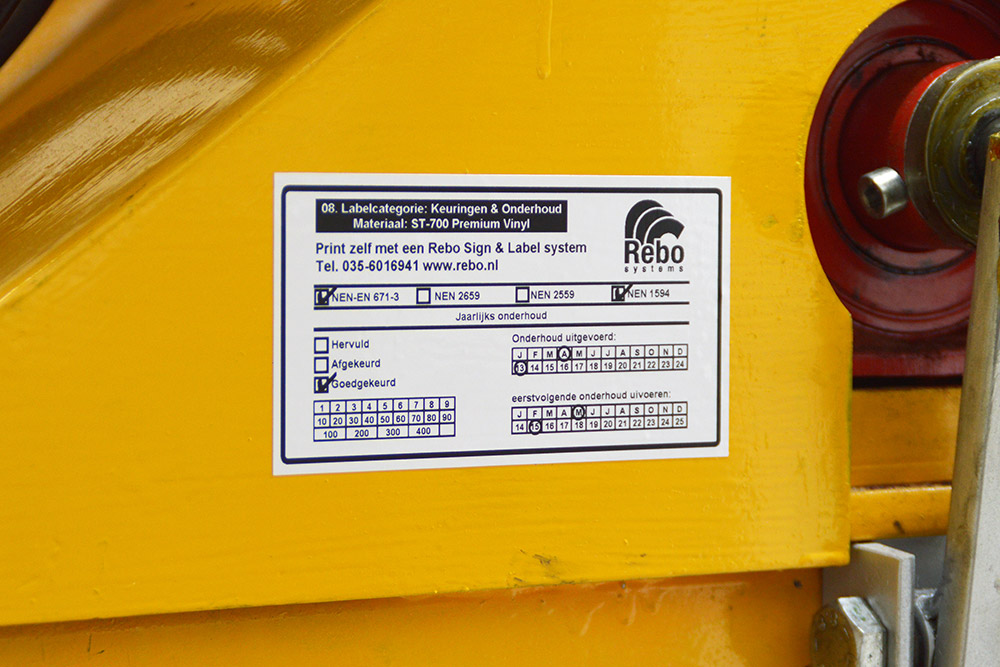 08. Labelcategorie: Keuringen & Onderhoud
Materiaal: ST-700 Premium Vinyl
Print zelf met een Rebo Sign & Label system
Tel. 035-6016941 www.rebo.nl
Rebo
systems
NEN-EN 671-3 NEN 2659 NEN 2559 NEN 1594
Jaarlijks onderhoud
Hervuld
Afgekeurd
Goedgekeurd
1 2 3 4 5 6 7 8 9
10 20 30 40 50 60 70 80 90
100 200 300 400
Onderhoud uitgevoerd:
J F M A M J J A S O N D
13 14 15 16 17 18 19 20 21 22 23 24
eerstvolgende onderhoud uivoeren:
J F M A M J J A S O N D
14 15 16 17 18 19 20 21 22 23 24 25